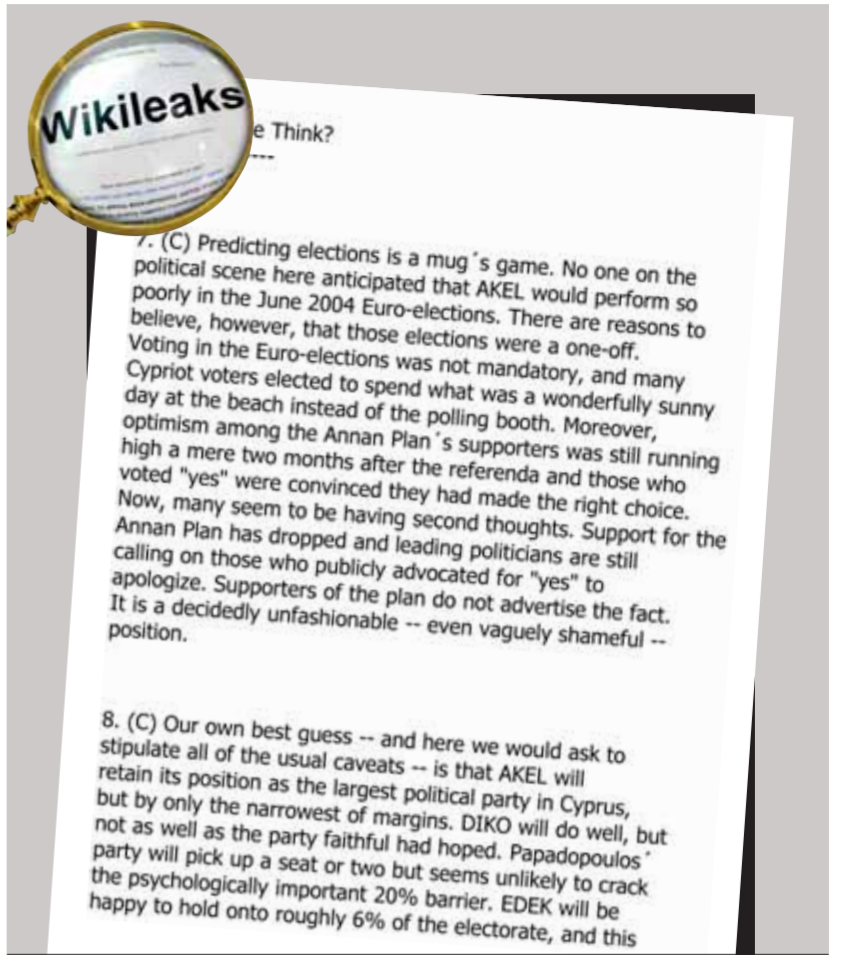 Wikileaks
e Think?
----
7. (C) Predicting elections is a mug´s game. No one on the
political scene here anticipated that AKEL would perform so
poorly in the June 2004 Euro-elections. There are reasons to
believe, however, that those elections were a one-off.
Voting in the Euro-elections was not mandatory, and many
Cypriot voters elected to spend what was a wonderfully sunny
day at the beach instead of the polling booth. Moreover,
optimism among the Annan Plan´s supporters was still running
high a mere two months after the referenda and those who
voted "yes" were convinced they had made the right choice.
Now, many seem to be having second thoughts. Support for the
Annan Plan has dropped and leading politicians are still
calling on those who publicly advocated for "yes" to
apologize. Supporters of the plan do not advertise the fact.
It is a decidedly unfashionable -- even vaguely shameful --
position.
8. (C) Our own best guess -- and here we would ask to
stipulate all of the usual caveats -- is that AKEL will
retain its position as the largest political party in Cyprus,
but by only the narrowest of margins. DIKO will do well, but
not as well as the party faithful had hoped. Papadopoulos´
party will pick up a seat or two but seems unlikely to crack
the psychologically important 20% barrier. EDEK will be
happy to hold onto roughly 6% of the electorate, and this